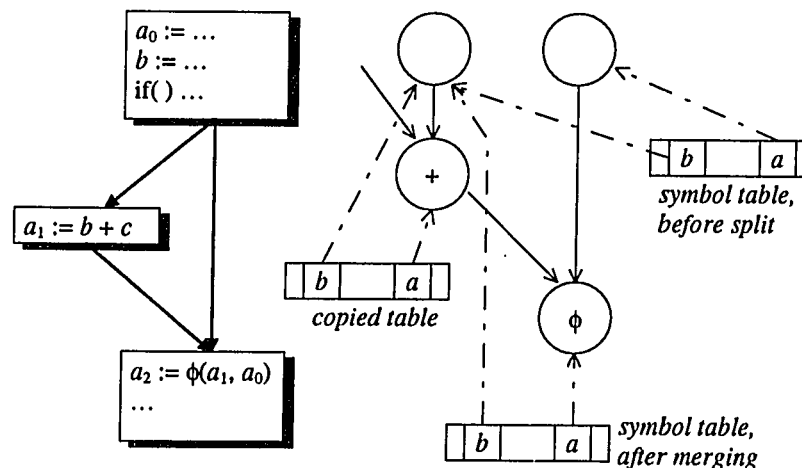 a₀ := ...
b := ...
if( ) ...
a₁ := b + c
a₂ := ϕ(a₁, a₀)
...
+
b a
symbol table,
before split
b a
copied table
ϕ
b a
symbol table,
after merging